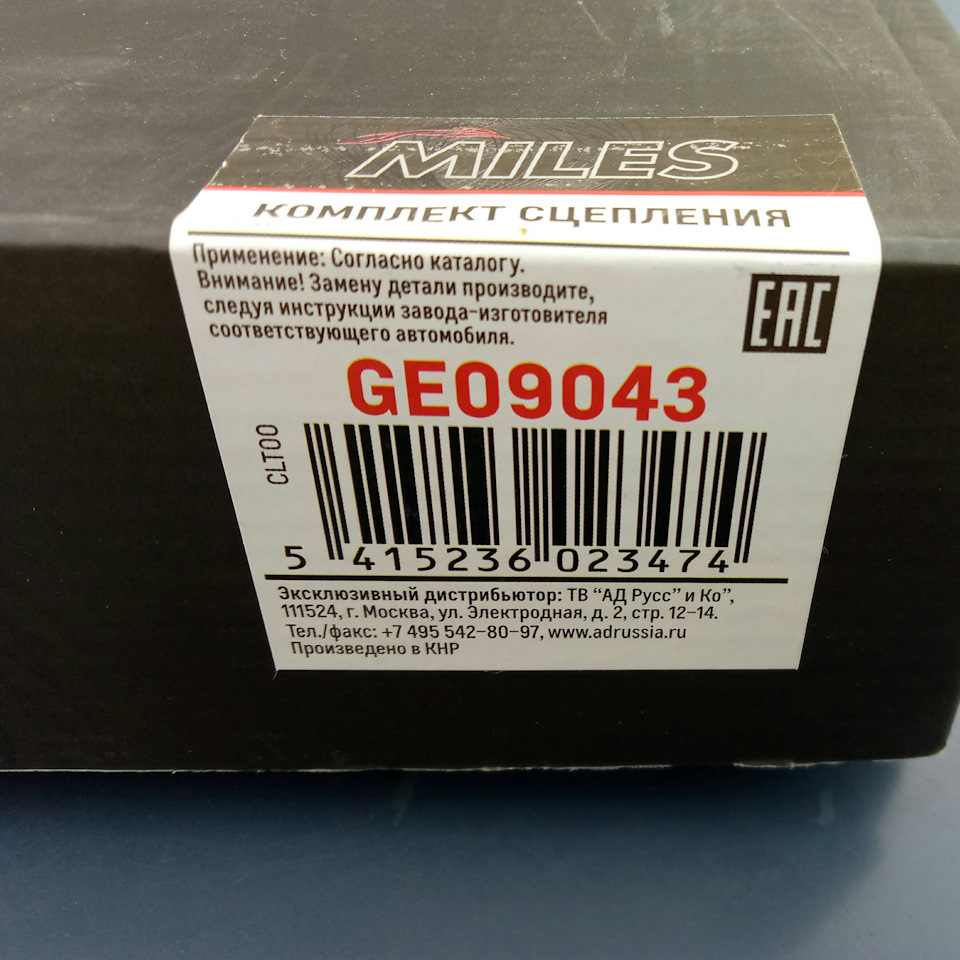 MILES
КОМПЛЕКТ СЦЕПЛЕНИЯ
Применение: Согласно каталогу.
Внимание! Замену детали производите,
следуя инструкции завода-изготовителя
соответствующего автомобиля.
EAC
GE09043
CLT00
5 415236 023474
Эксклюзивный дистрибьютор: ТВ “АД Русс” и Ко”,
111524, г. Москва, ул. Электродная, д. 2, стр. 12-14.
Тел./факс: +7 495 542-80-97, www.adrussia.ru
Произведено в КНР